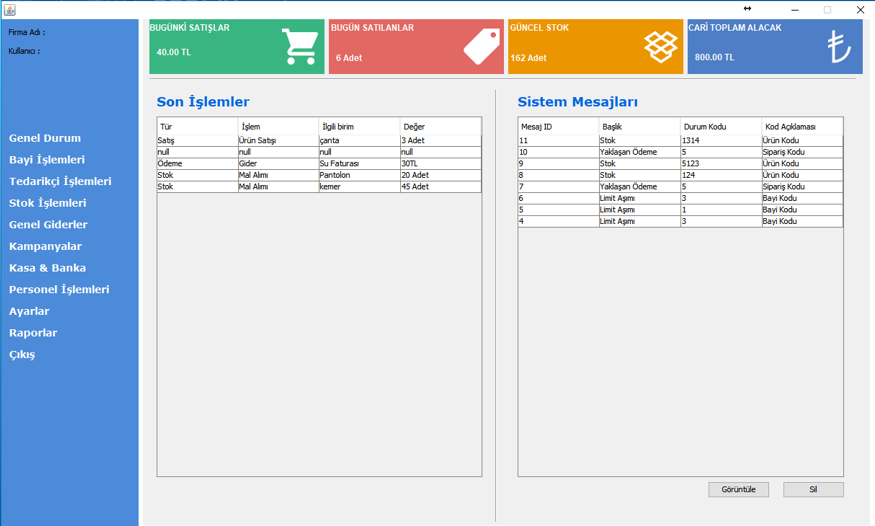 BUGÜNKİ SATIŞLAR
40.00 TL
BUGÜN SATILANLAR
6 Adet
GÜNCEL STOK
162 Adet
CARİ TOPLAM ALACAK
800.00 TL
Firma Adı :
Kullanıcı :
Genel Durum
Bayi İşlemleri
Tedarikçi İşlemleri
Stok İşlemleri
Genel Giderler
Kampanyalar
Kasa & Banka
Personel İşlemleri
Ayarlar
Raporlar
Çıkış
Son İşlemler
Tür İşlem İlgili birim Değer
Satış Ürün Satışı çanta 3 Adet
null null null null
Ödeme Gider Su Faturası 30TL
Stok Mal Alımı Pantolon 20 Adet
Stok Mal Alımı kemer 45 Adet
Sistem Mesajları
Mesaj ID Başlık Durum Kodu Kod Açıklaması
11 Stok 1314 Ürün Kodu
10 Yaklaşan Ödeme 5 Sipariş Kodu
9 Stok 5123 Ürün Kodu
8 Stok 124 Ürün Kodu
7 Yaklaşan Ödeme 5 Sipariş Kodu
6 Limit Aşımı 3 Bayi Kodu
5 Limit Aşımı 1 Bayi Kodu
4 Limit Aşımı 3 Bayi Kodu
Görüntüle Sil